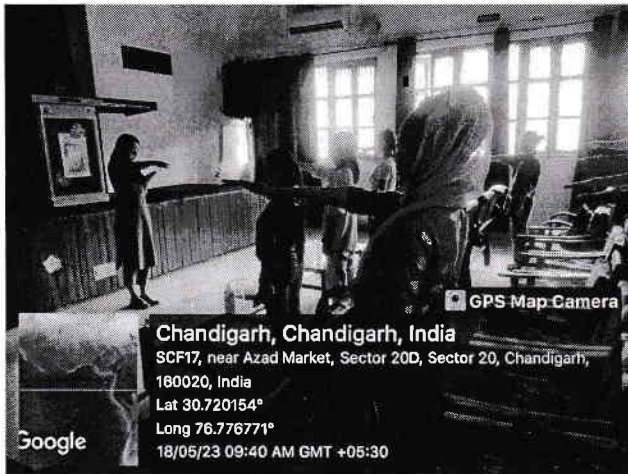 GPS Map Camera
Chandigarh, Chandigarh, India
SCF17, near Azad Market, Sector 20D, Sector 20, Chandigarh,
160020, India
Lat 30.720154°
Long 76.776771°
18/05/23 09:40 AM GMT +05:30
Google